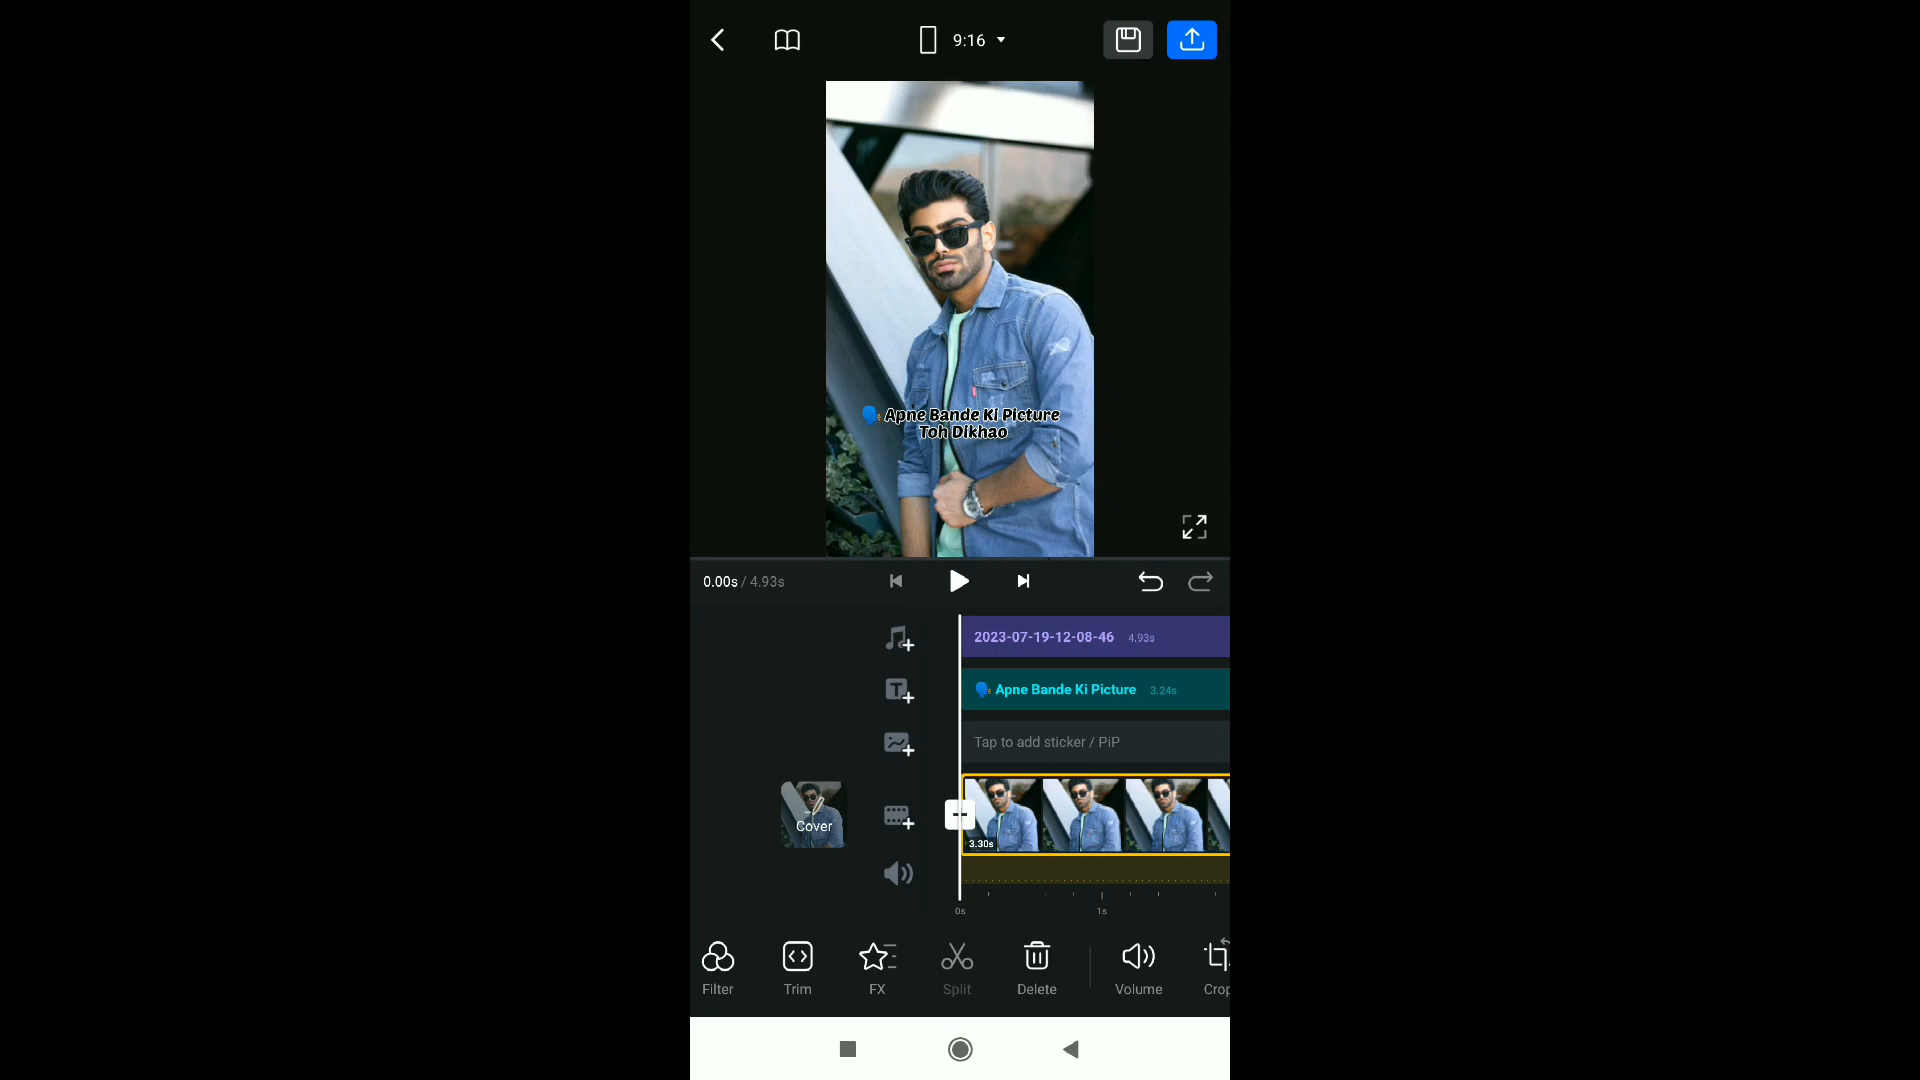 9:16
🗣️ Apne Bande Ki Picture
Toh Dikhao
0.00s / 4.93s
2023-07-19-12-08-46 4.93s
🗣️ Apne Bande Ki Picture 3.24s
Tap to add sticker / PiP
Cover
3.30s
0s 1s
Filter Trim FX Split Delete Volume Crop